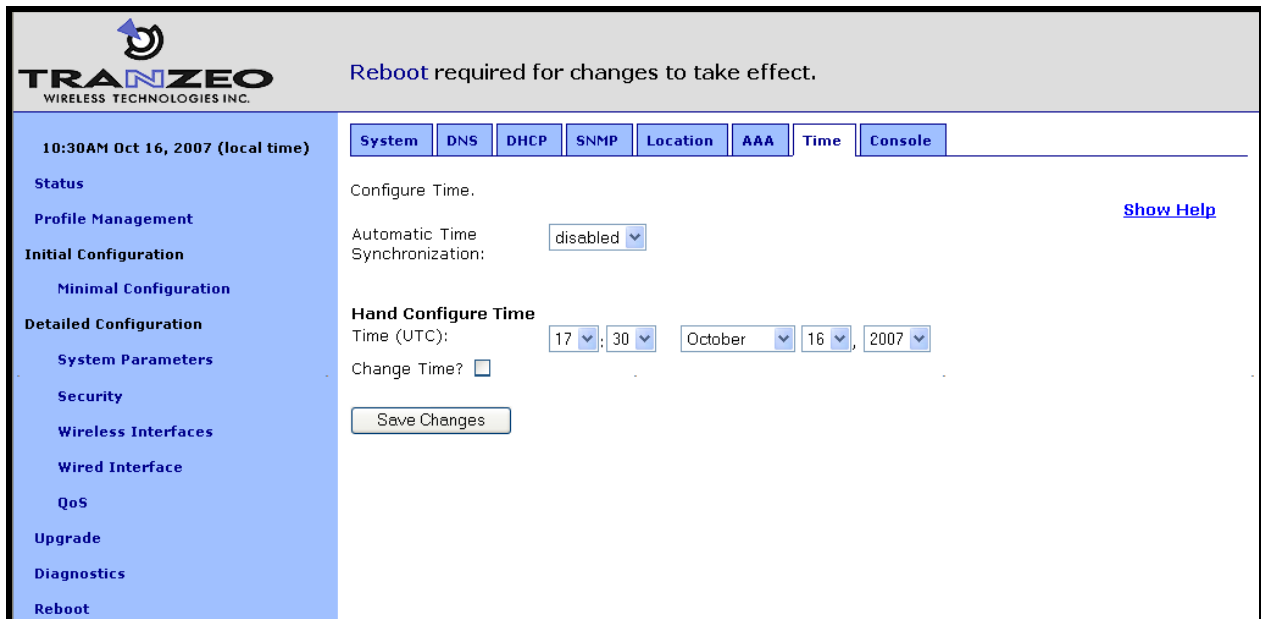 TRANZEO
WIRELESS TECHNOLOGIES INC.
Reboot required for changes to take effect.
10:30AM Oct 16, 2007 (local time)
Status
Profile Management
Initial Configuration
Minimal Configuration
Detailed Configuration
System Parameters
Security
Wireless Interfaces
Wired Interface
QoS
Upgrade
Diagnostics
Reboot
System DNS DHCP SNMP Location AAA Time Console
Configure Time.
Show Help
Automatic Time
Synchronization: disabled
Hand Configure Time
Time (UTC): 17 : 30 October 16 , 2007
Change Time?
Save Changes